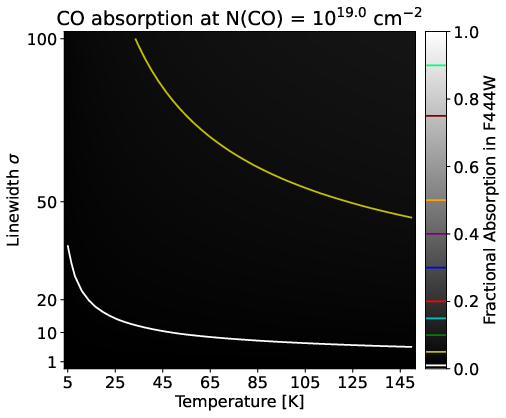 CO absorption at N(CO) = 10^19.0 cm^−2
100
50
20
10
1
Linewidth σ
5 25 45 65 85 105 125 145
Temperature [K]
1.0
0.8
0.6
0.4
0.2
0.0
Fractional Absorption in F444W